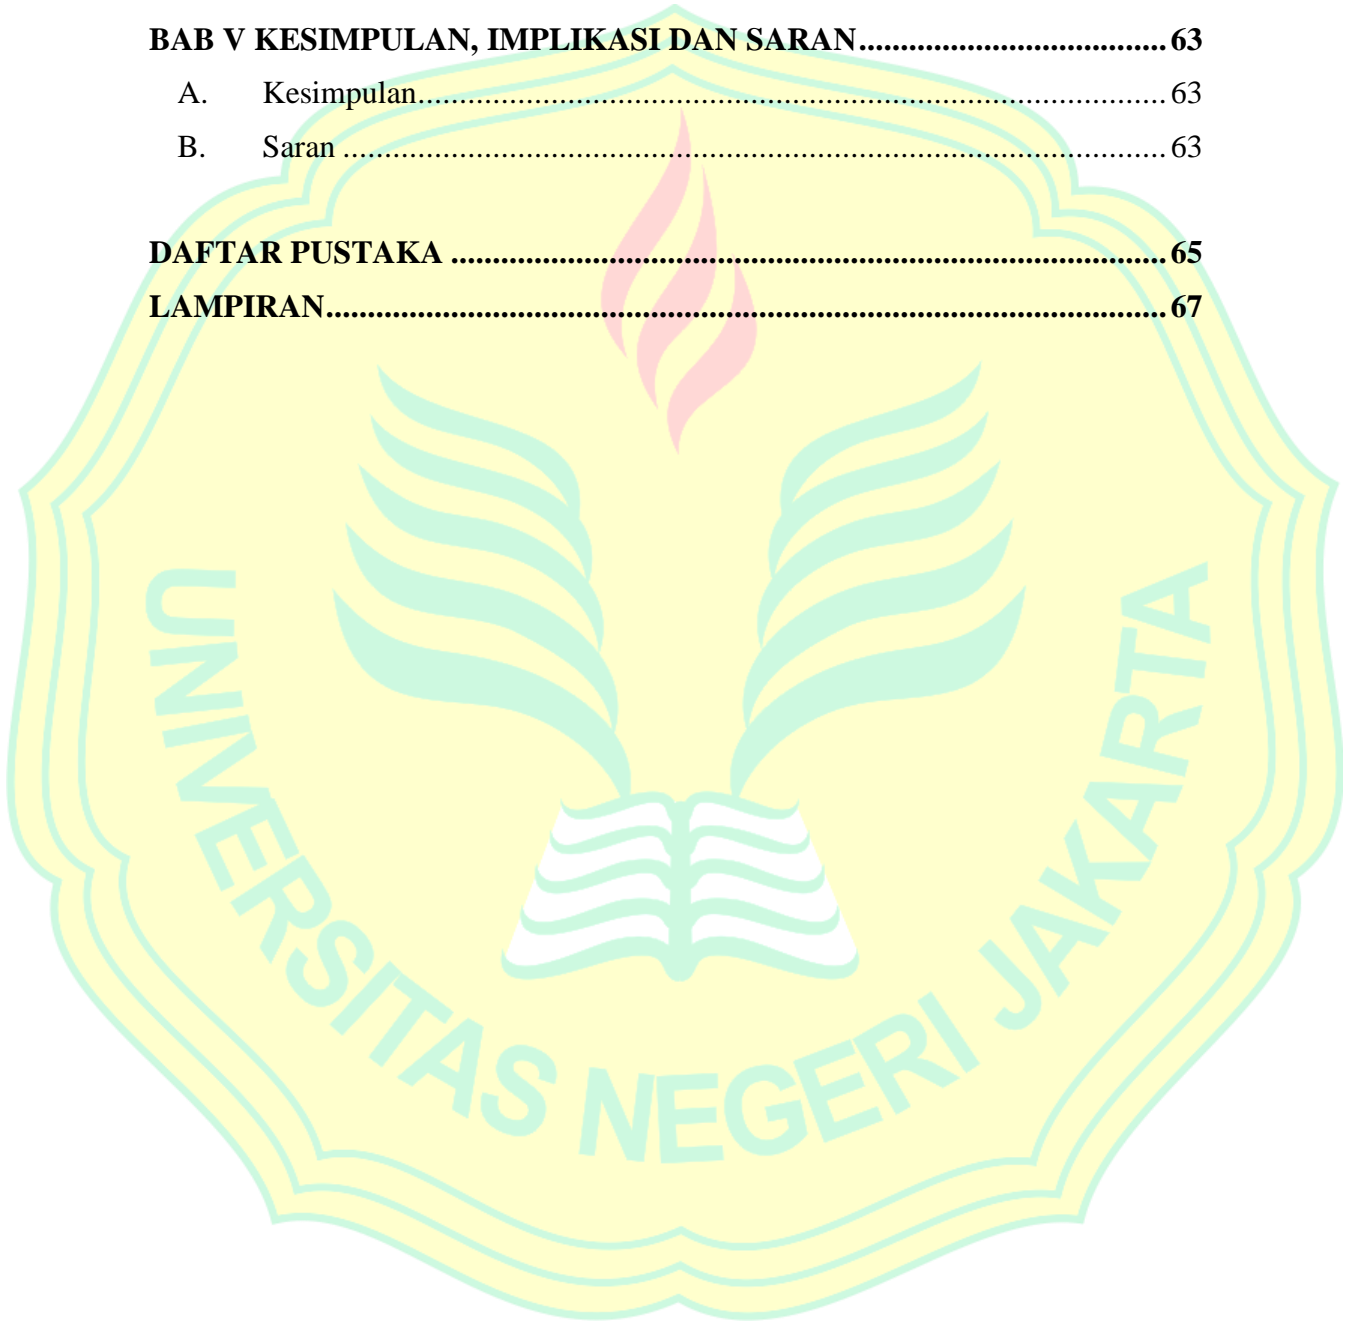 BAB V KESIMPULAN, IMPLIKASI DAN SARAN.....................................63
A. Kesimpulan...........................................................................................63
B. Saran ....................................................................................................63
DAFTAR PUSTAKA .....................................................................................65
LAMPIRAN....................................................................................................67
UNIVERSITAS NEGERI JAKARTA